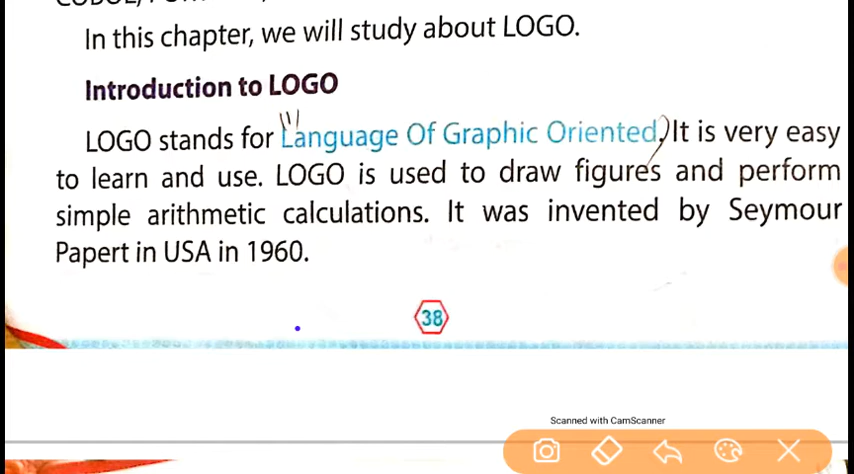 In this chapter, we will study about LOGO.
Introduction to LOGO
LOGO stands for Language Of Graphic Oriented. It is very easy
to learn and use. LOGO is used to draw figures and perform
simple arithmetic calculations. It was invented by Seymour
Papert in USA in 1960.
38
Scanned with CamScanner